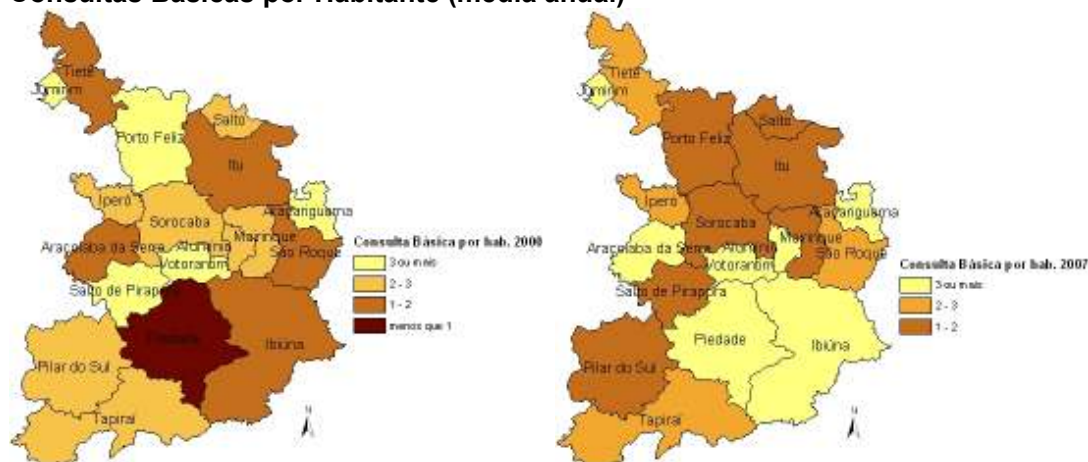 Consultas Básicas por Habitante (média anual)
Tietê
Jumirim
Porto Feliz
Salto
Itu
Iperó
Sorocaba
Araçariguama
Mairinque
Araçoiaba da Serra
Alumínio
São Roque
Votorantim
Salto de Pirapora
Piedade
Ibiúna
Pilar do Sul
Tapiraí
N
Consulta Básica por hab. 2000
3 ou mais
2 - 3
1 - 2
menos que 1
Tietê
Jumirim
Porto Feliz
Salto
Itu
Iperó
Sorocaba
Araçariguama
Mairinque
Araçoiaba da Serra
Alumínio
São Roque
Votorantim
Salto de Pirapora
Piedade
Ibiúna
Pilar do Sul
Tapiraí
N
Consulta Básica por hab. 2007
3 ou mais
2 - 3
1 - 2